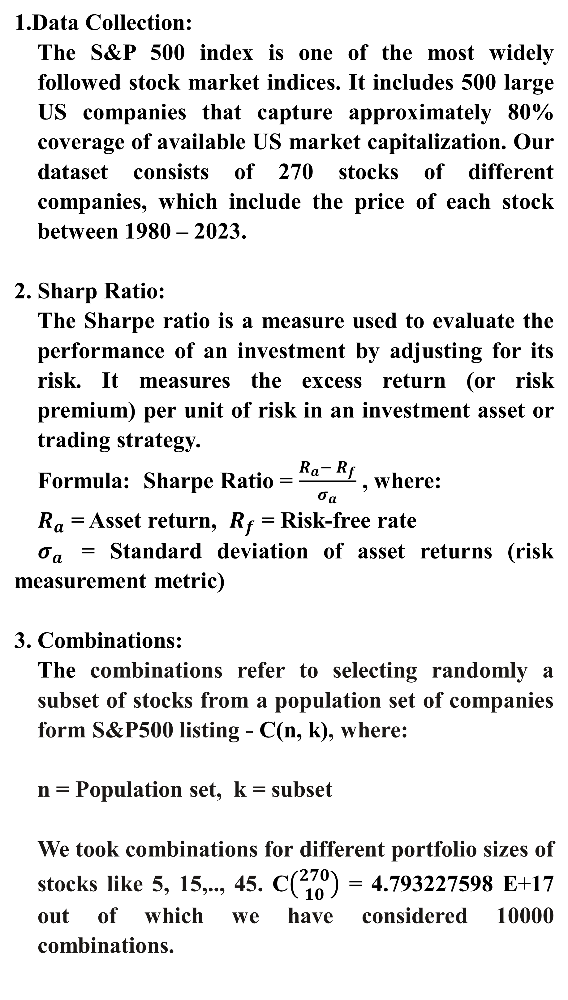 1.Data Collection:
The S&P 500 index is one of the most widely
followed stock market indices. It includes 500 large
US companies that capture approximately 80%
coverage of available US market capitalization. Our
dataset consists of 270 stocks of different
companies, which include the price of each stock
between 1980 – 2023.
2. Sharp Ratio:
The Sharpe ratio is a measure used to evaluate the
performance of an investment by adjusting for its
risk. It measures the excess return (or risk
premium) per unit of risk in an investment asset or
trading strategy.
Formula: Sharpe Ratio = \frac{R_a - R_f}{σ_a} , where:
R_a = Asset return, R_f = Risk-free rate
σ_a = Standard deviation of asset returns (risk
measurement metric)
3. Combinations:
The combinations refer to selecting randomly a
subset of stocks from a population set of companies
form S&P500 listing - C(n, k), where:
n = Population set, k = subset
We took combinations for different portfolio sizes of
stocks like 5, 15,.., 45. C\binom{270}{10} = 4.793227598 E+17
out of which we have considered 10000
combinations.